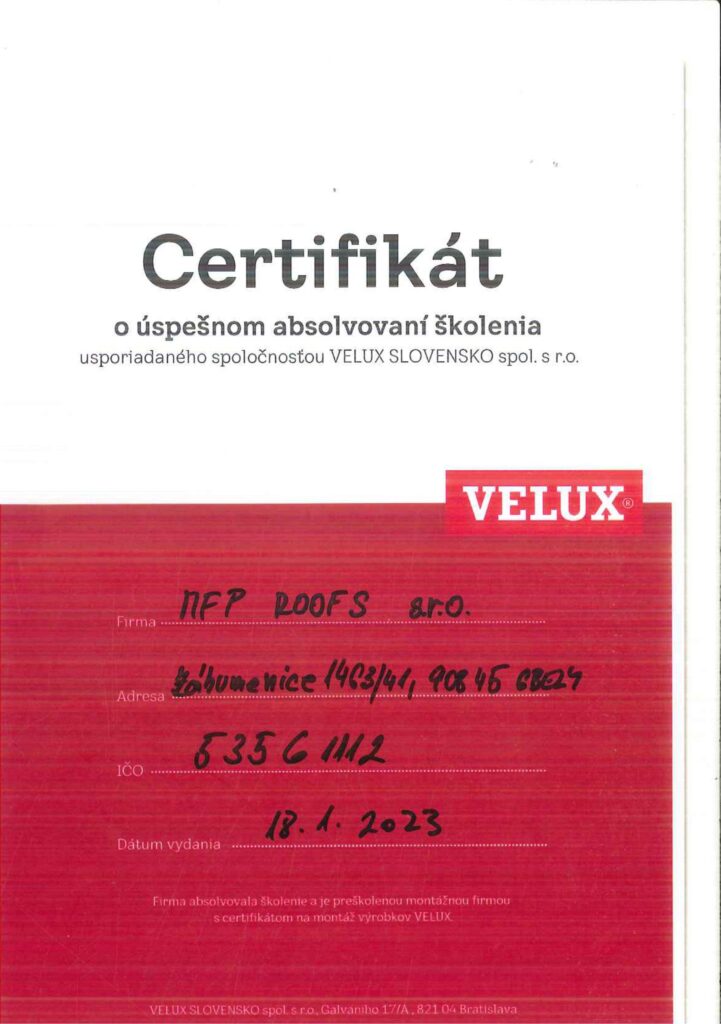 Certifikát
o úspešnom absolvovaní školenia
usporiadaného spoločnosťou VELUX SLOVENSKO spol. s r.o.
VELUX®
Firma MFP ROOFS s.r.o.
Adresa Záhumenice 1463/41, 908 45 GBELY
IČO 53561112
Dátum vydania 18.1.2023
Firma absolvovala školenie a je preškolenou montážnou firmou
s certifikátom na montáž výrobkov VELUX.
VELUX SLOVENSKO spol. s r.o., Galvaniho 17/A, 821 04 Bratislava